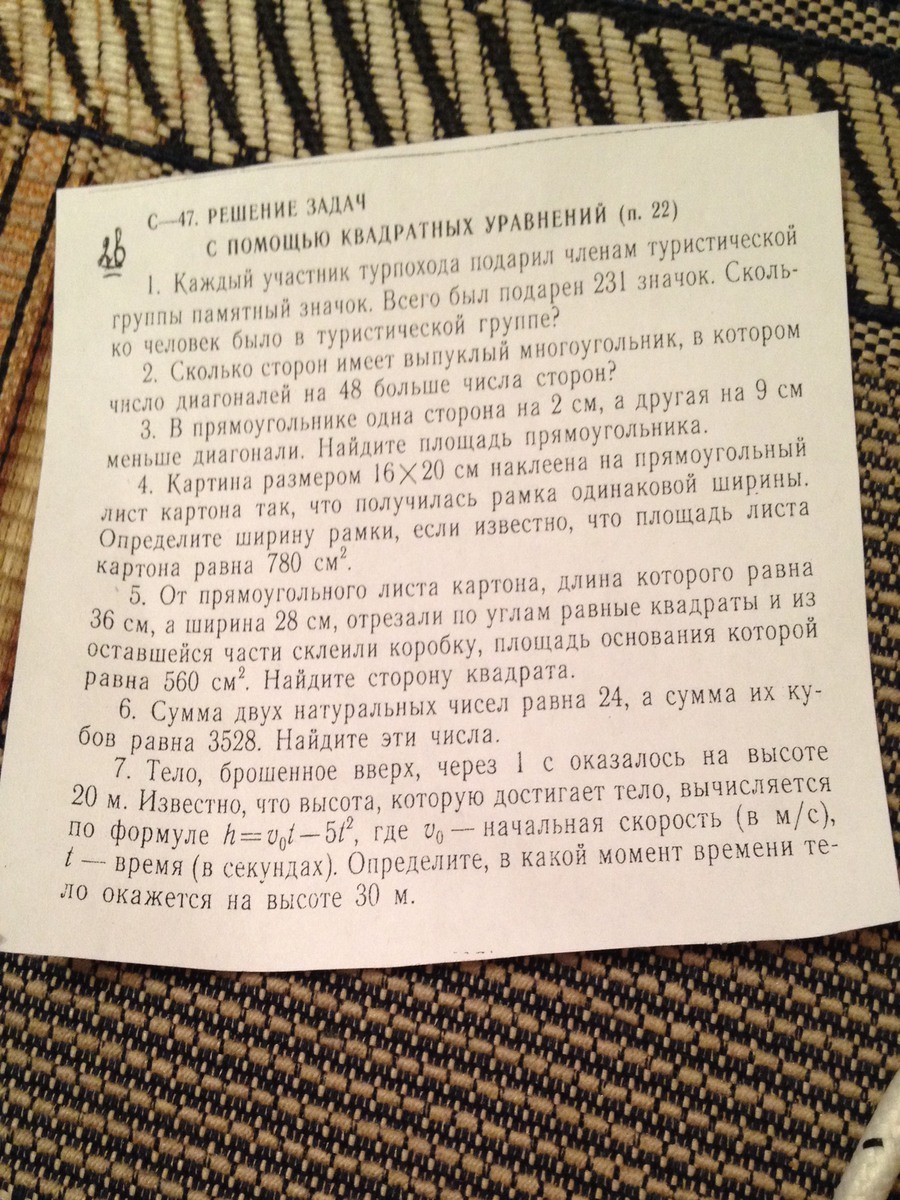 С—47. РЕШЕНИЕ ЗАДАЧ
С ПОМОЩЬЮ КВАДРАТНЫХ УРАВНЕНИЙ (п. 22)
1. Каждый участник турпохода подарил членам туристической
группы памятный значок. Всего был подарен 231 значок. Сколь-
ко человек было в туристической группе?
2. Сколько сторон имеет выпуклый многоугольник, в котором
число диагоналей на 48 больше числа сторон?
3. В прямоугольнике одна сторона на 2 см, а другая на 9 см
меньше диагонали. Найдите площадь прямоугольника.
4. Картина размером 16×20 см наклеена на прямоугольный
лист картона так, что получилась рамка одинаковой ширины.
Определите ширину рамки, если известно, что площадь листа
картона равна 780 см².
5. От прямоугольного листа картона, длина которого равна
36 см, а ширина 28 см, отрезали по углам равные квадраты и из
оставшейся части склеили коробку, площадь основания которой
равна 560 см². Найдите сторону квадрата.
6. Сумма двух натуральных чисел равна 24, а сумма их ку-
бов равна 3528. Найдите эти числа.
7. Тело, брошенное вверх, через 1 с оказалось на высоте
20 м. Известно, что высота, которую достигает тело, вычисляется
по формуле h=v₀t—5t², где v₀ — начальная скорость (в м/с),
t — время (в секундах). Определите, в какой момент времени те-
ло окажется на высоте 30 м.